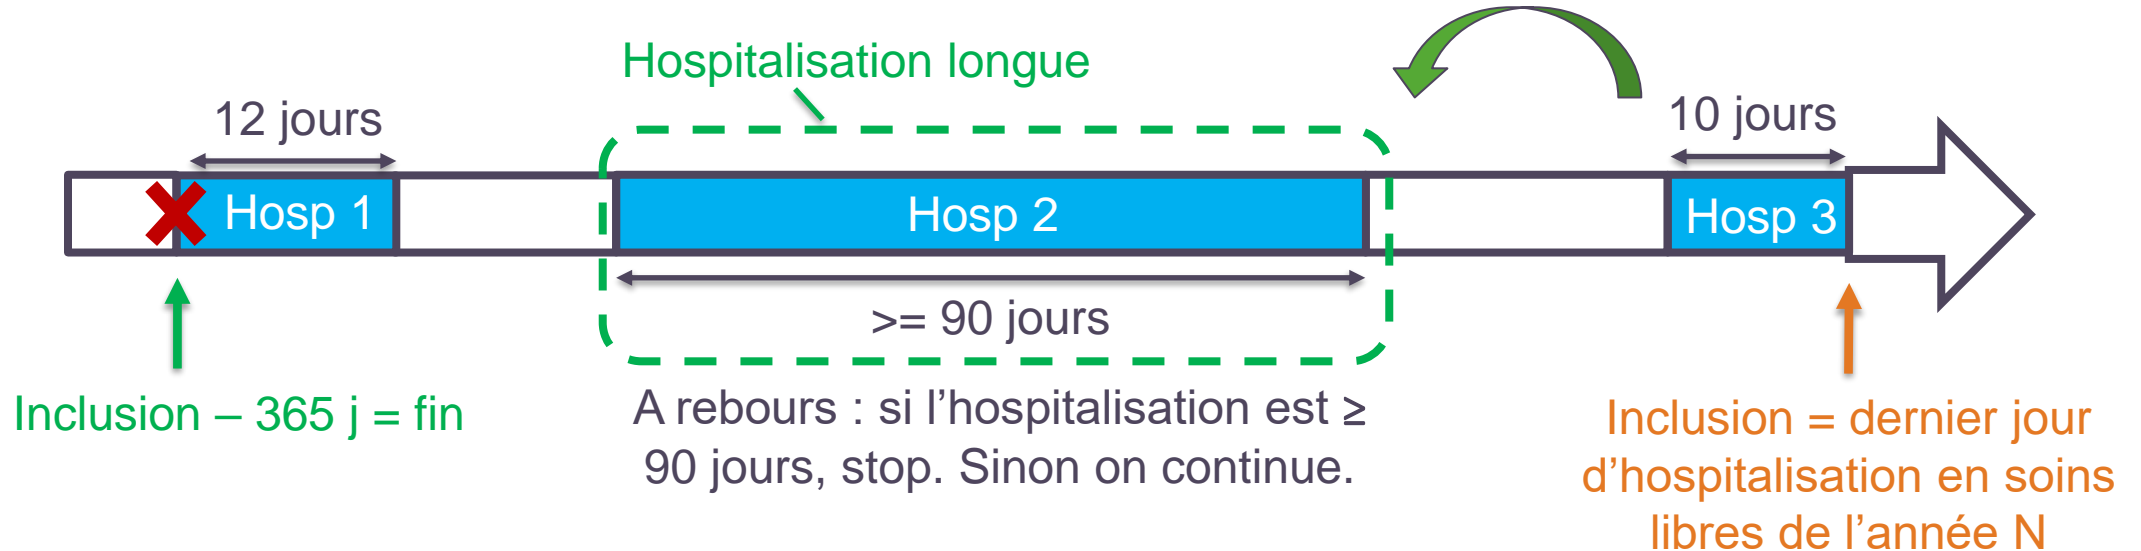 Hospitalisation longue
12 jours
10 jours
Hosp 1
Hosp 2
Hosp 3
>= 90 jours
Inclusion – 365 j = fin
A rebours : si l’hospitalisation est ≥
90 jours, stop. Sinon on continue.
Inclusion = dernier jour
d’hospitalisation en soins
libres de l’année N